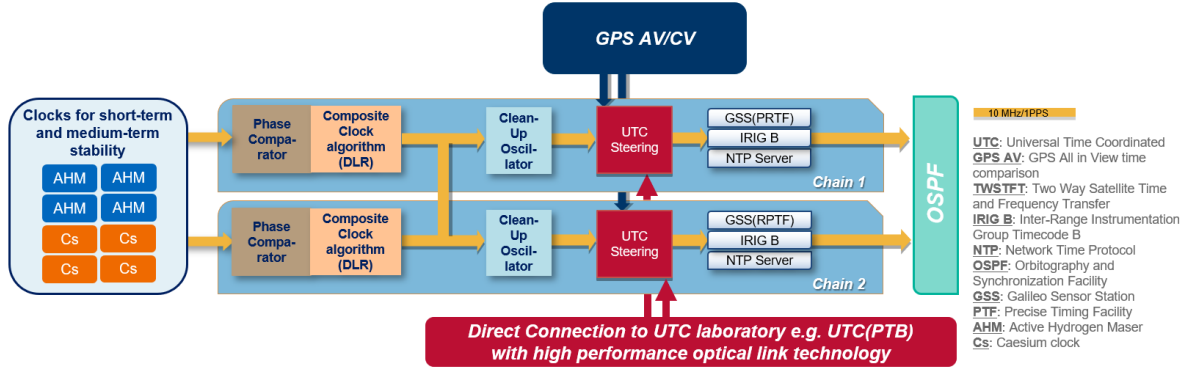 GPS AV/CV
Clocks for short-term
and medium-term
stability
AHM
AHM
AHM
AHM
Cs
Cs
Cs
Cs
Phase
Compa-
rator
Composite
Clock
algorithm
(DLR)
Clean-
Up
Oscil-
lator
UTC
Steering
GSS(PRTF)
IRIG B
NTP Server
Chain 1
Phase
Compa-
rator
Composite
Clock
algorithm
(DLR)
Clean-
Up
Oscil-
lator
UTC
Steering
GSS(RPTF)
IRIG B
NTP Server
Chain 2
OSPF
Direct Connection to UTC laboratory e.g. UTC(PTB)
with high performance optical link technology
10 MHz/1PPS
UTC: Universal Time Coordinated
GPS AV: GPS All in View time
comparison
TWSTFT: Two Way Satellite Time
and Frequency Transfer
IRIG B: Inter-Range Instrumentation
Group Timecode B
NTP: Network Time Protocol
OSPF: Orbitography and
Synchronization Facility
GSS: Galileo Sensor Station
PTF: Precise Timing Facility
AHM: Active Hydrogen Maser
Cs: Caesium clock